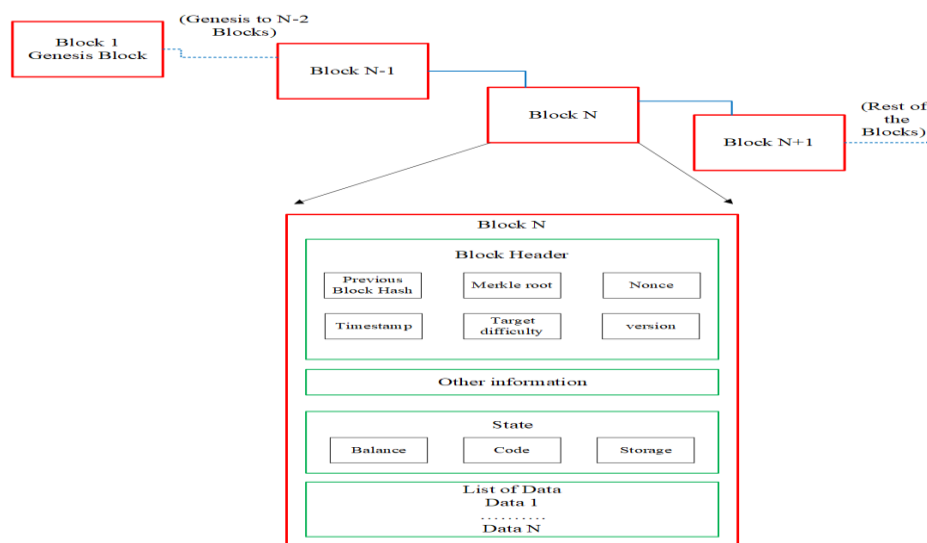 Block 1
Genesis Block
(Genesis to N-2
Blocks)
Block N-1
Block N
Block N+1
(Rest of
the
Blocks)
Block N
Block Header
Previous
Block Hash
Merkle root
Nonce
Timestamp
Target
difficulty
version
Other information
State
Balance
Code
Storage
List of Data
Data 1
..........
Data N